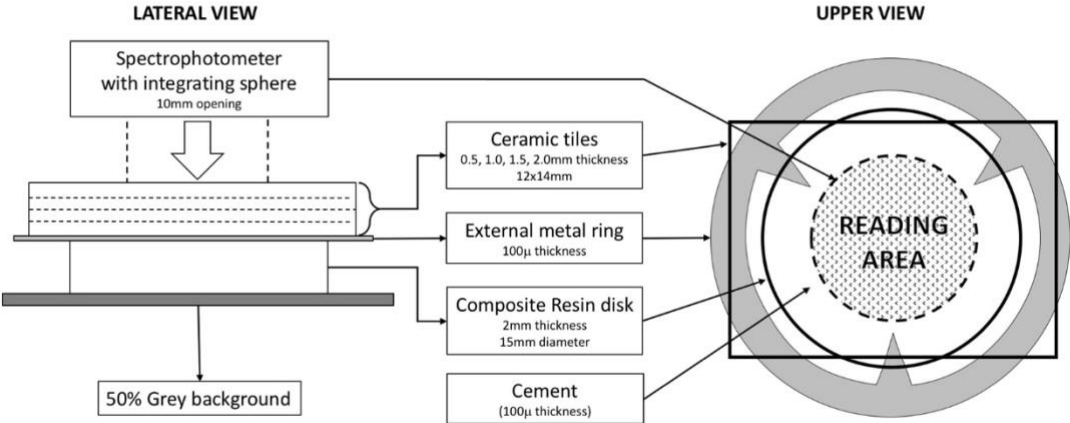 LATERAL VIEW
UPPER VIEW
Spectrophotometer
with integrating sphere
10mm opening
Ceramic tiles
0.5, 1.0, 1.5, 2.0mm thickness
12x14mm
External metal ring
100µ thickness
Composite Resin disk
2mm thickness
15mm diameter
Cement
(100µ thickness)
50% Grey background
READING
AREA